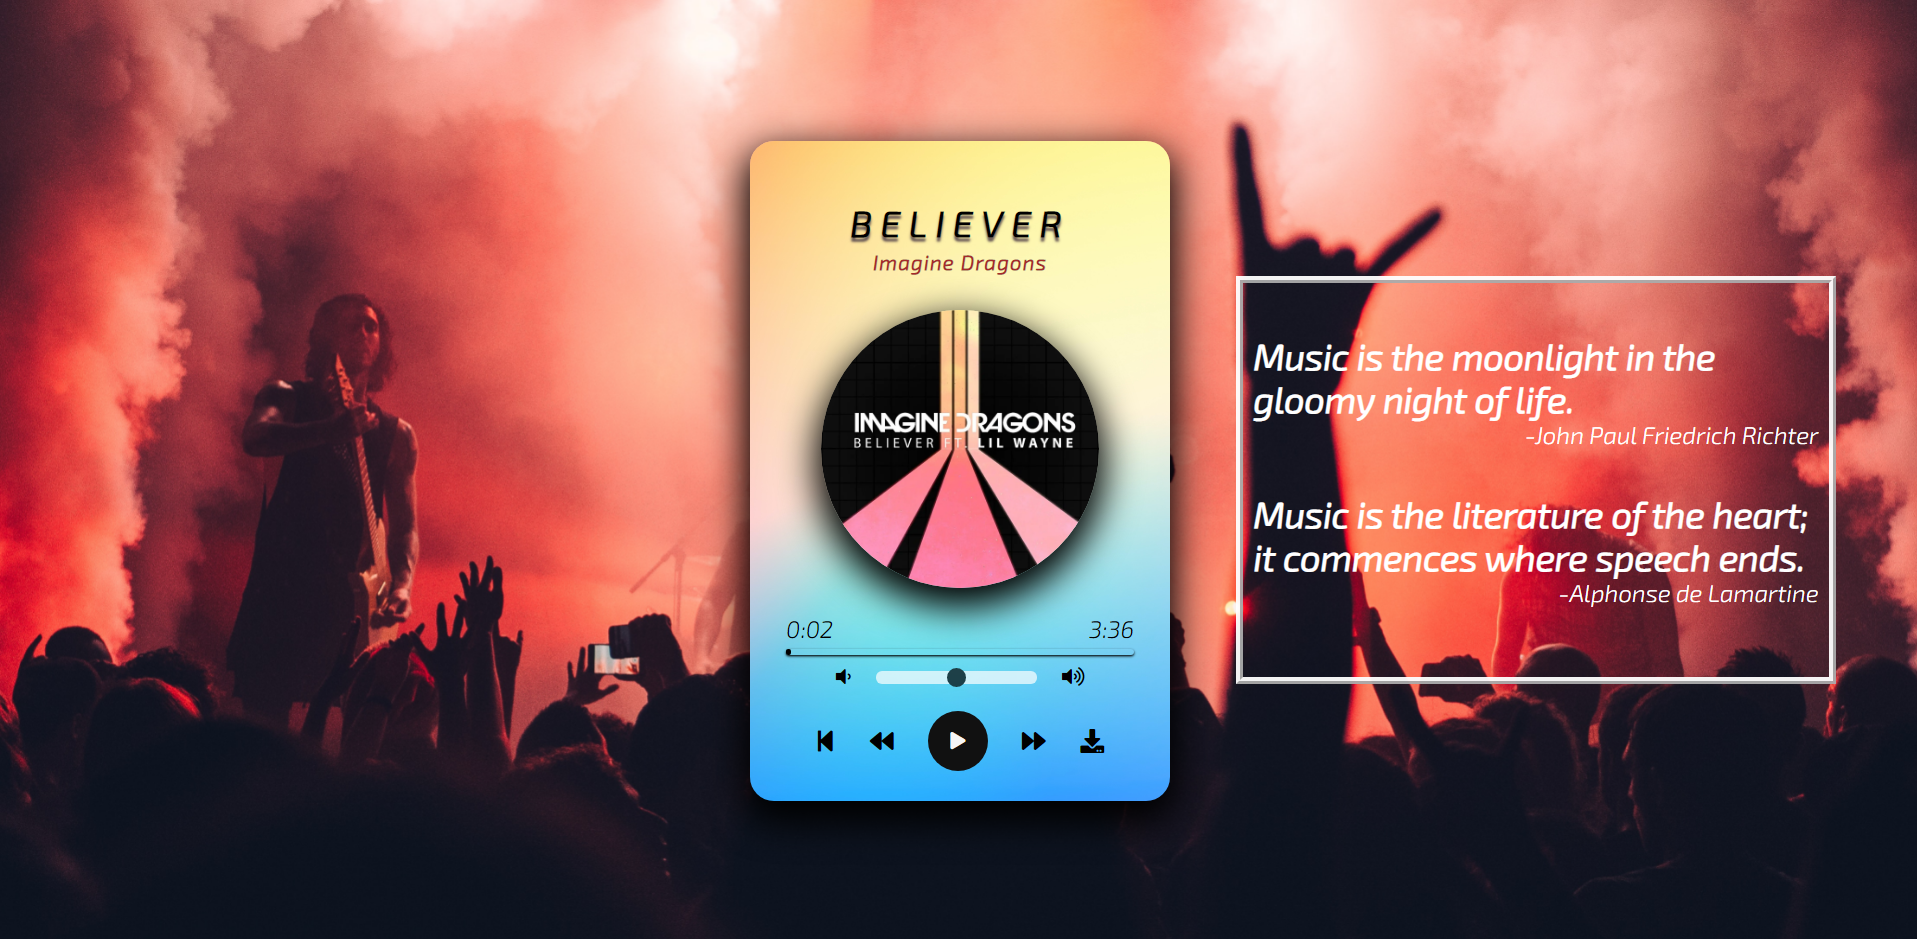 BELIEVER
Imagine Dragons
IMAGINE DRAGONS
BELIEVER FT. LIL WAYNE
0:02 3:36
Music is the moonlight in the
gloomy night of life.
-John Paul Friedrich Richter
Music is the literature of the heart;
it commences where speech ends.
-Alphonse de Lamartine